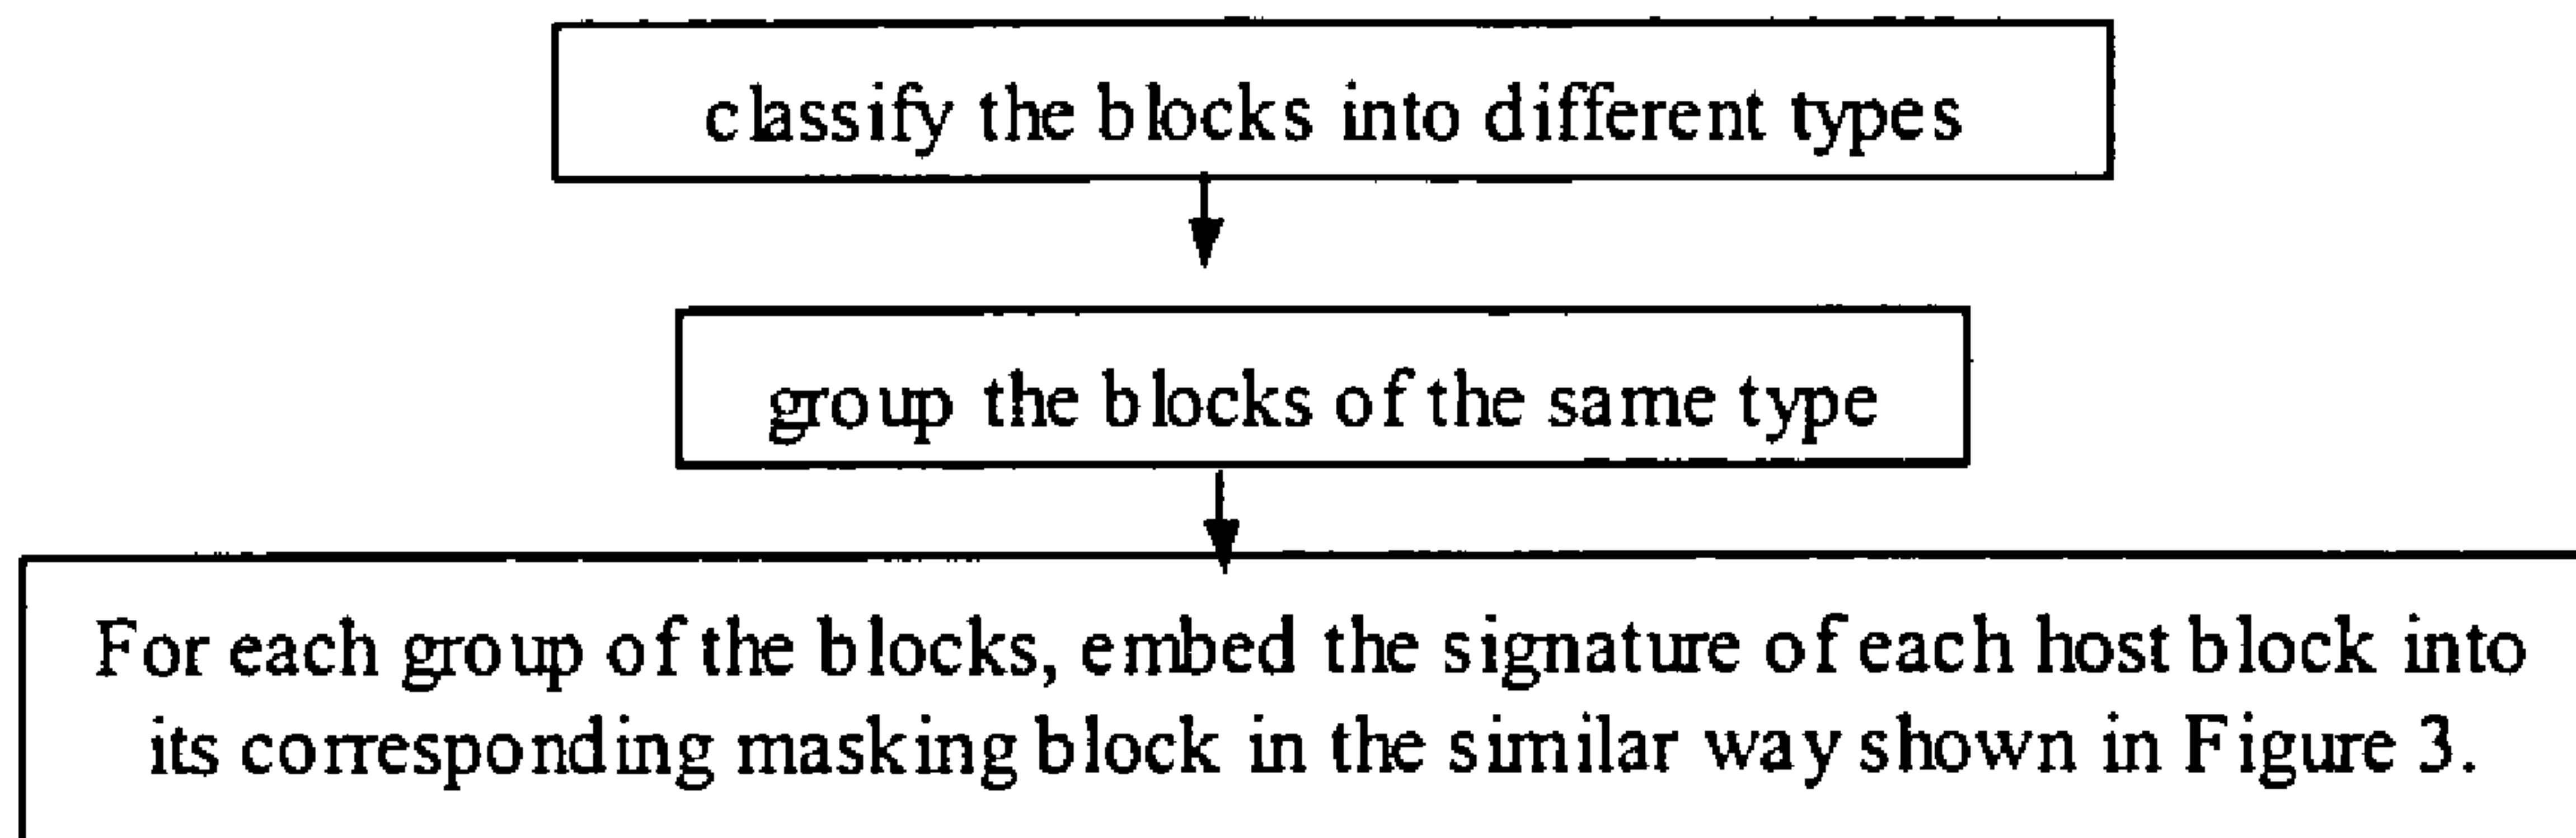 classify the blocks into different types
group the blocks of the same type
For each group of the blocks, embed the signature of each host block into
its corresponding masking block in the similar way shown in Figure 3.